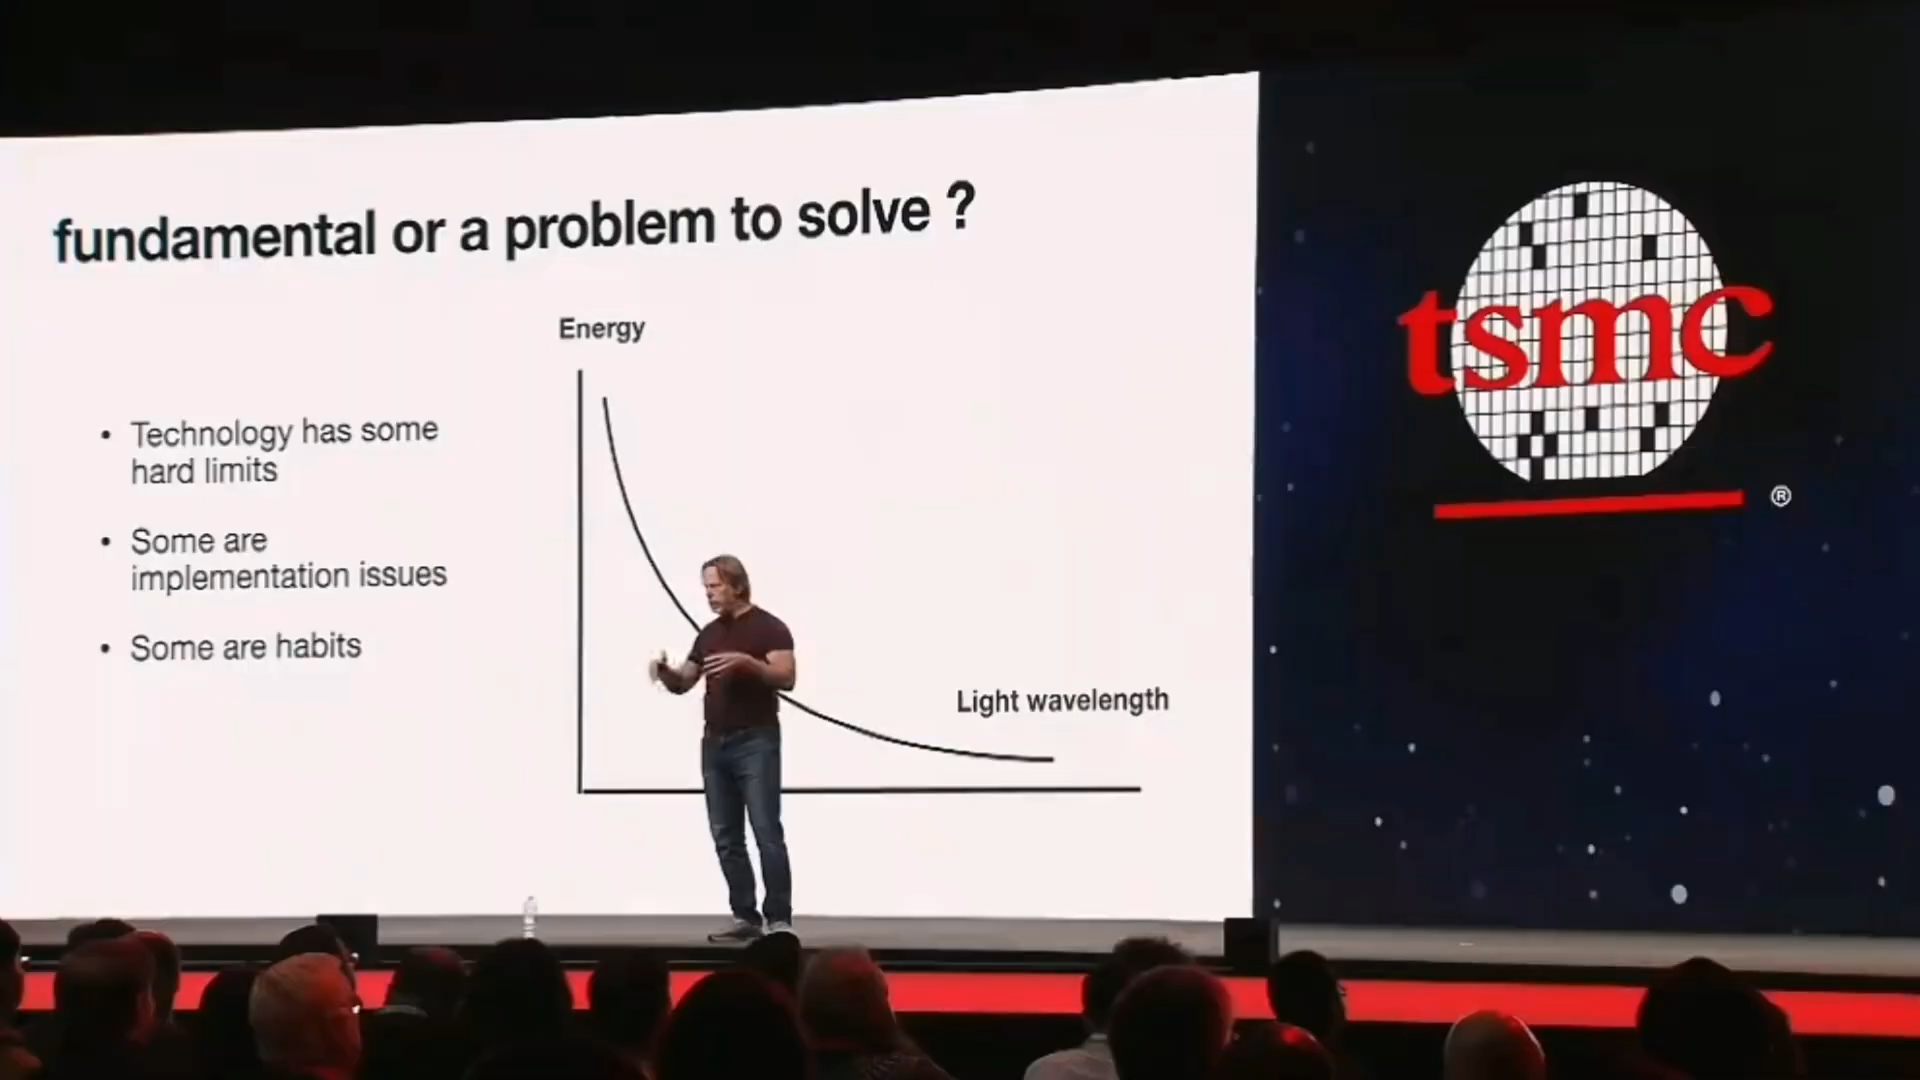 fundamental or a problem to solve ?
Energy
• Technology has some
hard limits
• Some are
implementation issues
• Some are habits
Light wavelength
tsmc
®